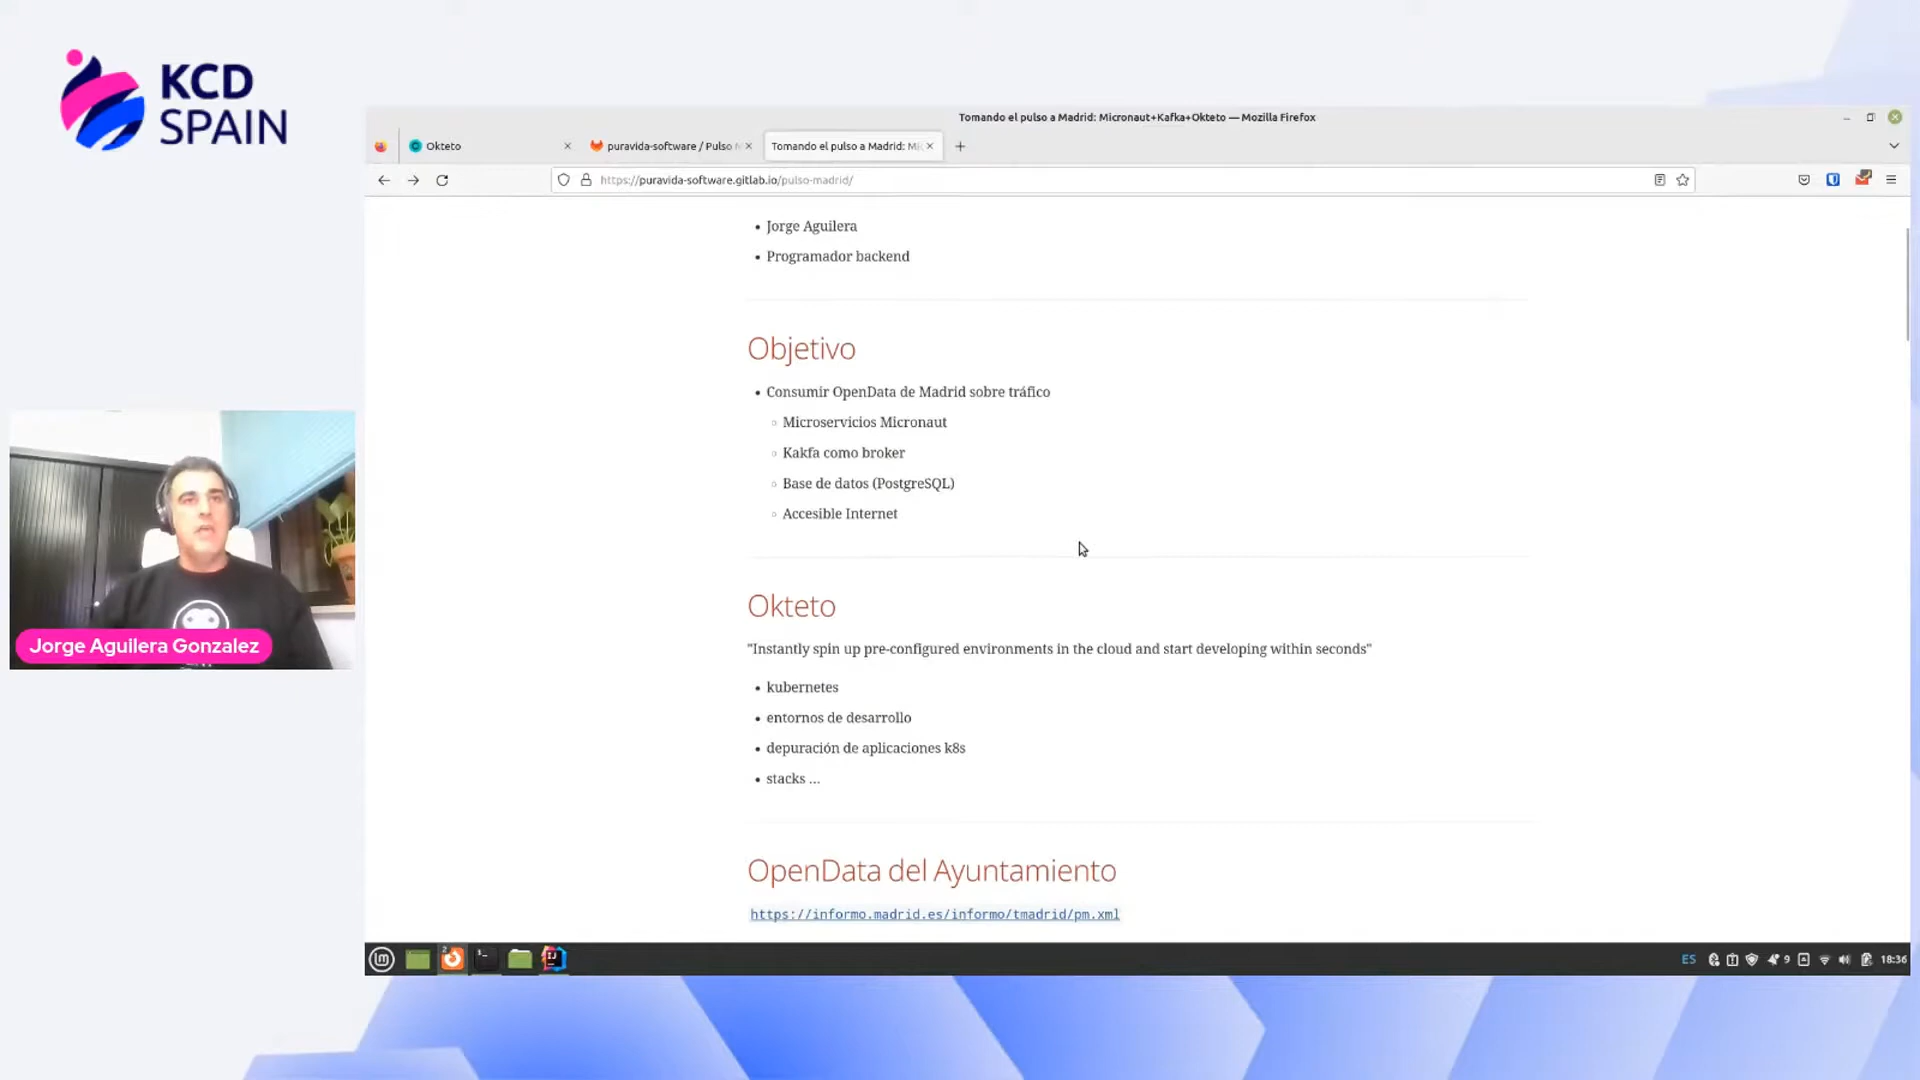 KCD
SPAIN
Tomando el pulso a Madrid: Micronaut+Kafka+Okteto — Mozilla Firefox
Okteto
puravida-software / Pulso
Tomando el pulso a Madrid:
https://puravida-software.gitlab.io/pulso-madrid/
Jorge Aguilera
Programador backend
Objetivo
Consumir OpenData de Madrid sobre tráfico
Microservicios Micronaut
Kakfa como broker
Base de datos (PostgreSQL)
Accesible Internet
Okteto
"Instantly spin up pre-configured environments in the cloud and start developing within seconds"
kubernetes
entornos de desarrollo
depuración de aplicaciones k8s
stacks ...
OpenData del Ayuntamiento
https://informo.madrid.es/informo/tmadrid/pm.xml
Jorge Aguilera Gonzalez
ES
9
18:36